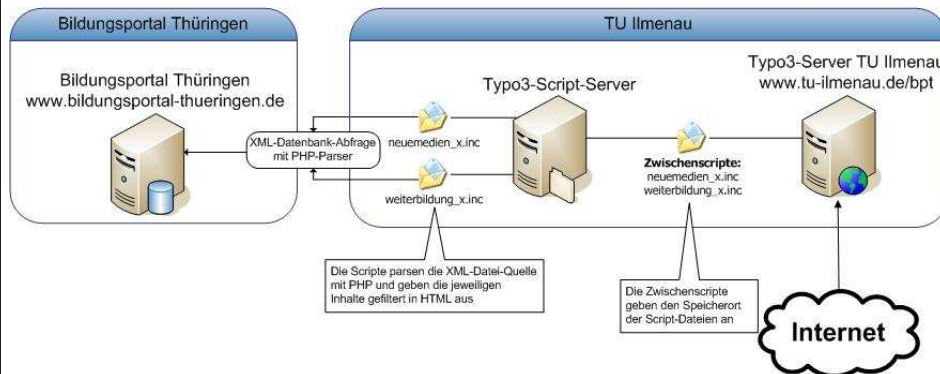 Bildungsportal Thüringen
TU Ilmenau
Bildungsportal Thüringen
www.bildungsportal-thueringen.de
XML-Datenbank-Abfrage
mit PHP-Parser
neuemedien_x.inc
weiterbildung_x.inc
Typo3-Script-Server
Zwischenscripte:
neuemedien_x.inc
weiterbildung_x.inc
Typo3-Server TU Ilmenau
www.tu-ilmenau.de/bpt
Die Scripte parsen die XML-Datei-Quelle
mit PHP und geben die jeweiligen
Inhalte gefiltert in HTML aus
Die Zwischenscripte
geben den Speicherort
der Script-Dateien an
Internet